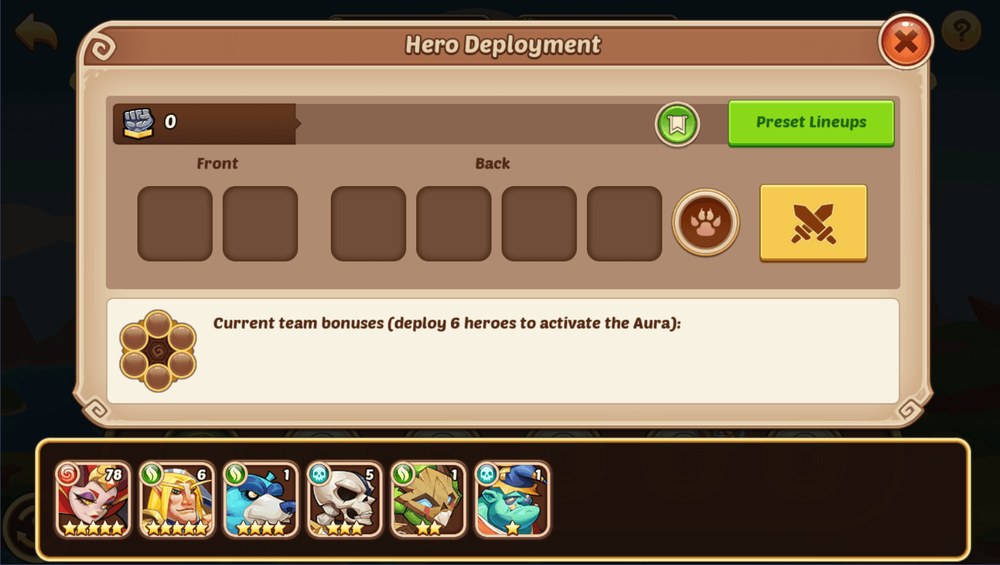 Hero Deployment
?
0
Preset Lineups
Front
Back
Current team bonuses (deploy 6 heroes to activate the Aura):
78
6
1
5
1
1